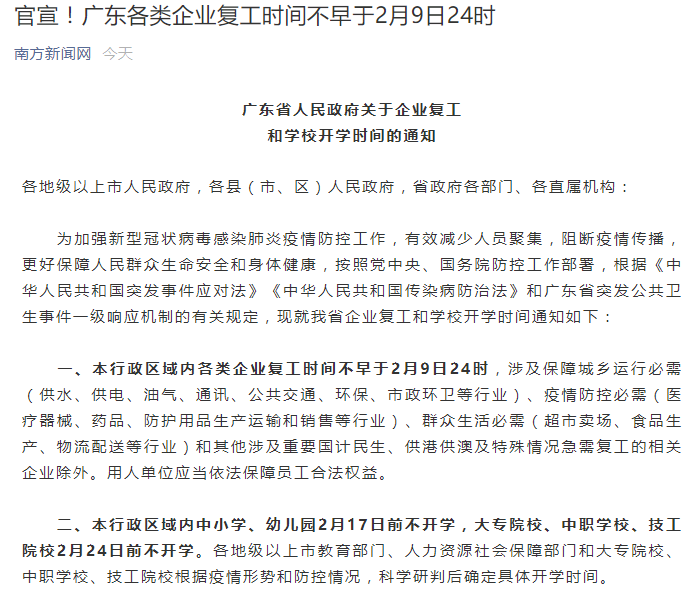 官宣！广东各类企业复工时间不早于2月9日24时
南方新闻网 今天
广东省人民政府关于企业复工
和学校开学时间的通知
各地级以上市人民政府，各县（市、区）人民政府，省政府各部门、各直属机构：
为加强新型冠状病毒感染肺炎疫情防控工作，有效减少人员聚集，阻断疫情传播，
更好保障人民群众生命安全和身体健康，按照党中央、国务院防控工作部署，根据《中
华人民共和国突发事件应对法》《中华人民共和国传染病防治法》和广东省突发公共卫
生事件一级响应机制的有关规定，现就我省企业复工和学校开学时间通知如下：
一、本行政区域内各类企业复工时间不早于2月9日24时，涉及保障城乡运行必需
（供水、供电、油气、通讯、公共交通、环保、市政环卫等行业）、疫情防控必需（医
疗器械、药品、防护用品生产运输和销售等行业）、群众生活必需（超市卖场、食品生
产、物流配送等行业）和其他涉及重要国计民生、供港供澳及特殊情况急需复工的相关
企业除外。用人单位应当依法保障员工合法权益。
二、本行政区域内中小学、幼儿园2月17日前不开学，大专院校、中职学校、技工
院校2月24日前不开学。各地级以上市教育部门、人力资源社会保障部门和大专院校、
中职学校、技工院校根据疫情形势和防控情况，科学研判后确定具体开学时间。